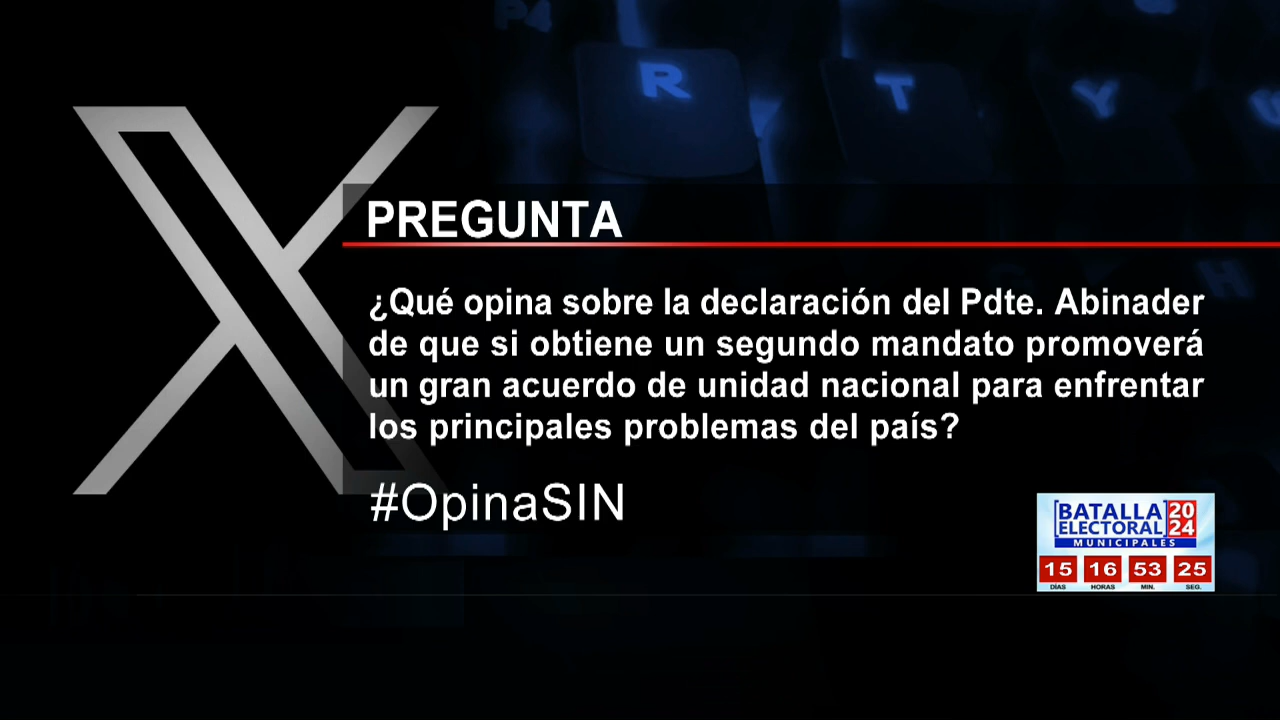 P4
R T Y U
PREGUNTA
H
¿Qué opina sobre la declaración del Pdte. Abinader
de que si obtiene un segundo mandato promoverá
un gran acuerdo de unidad nacional para enfrentar
los principales problemas del país?
#OpinaSIN
BATALLA
ELECTORAL
2024
MUNICIPALES
15 16 53 25
DÍAS HORAS MIN. SEG.